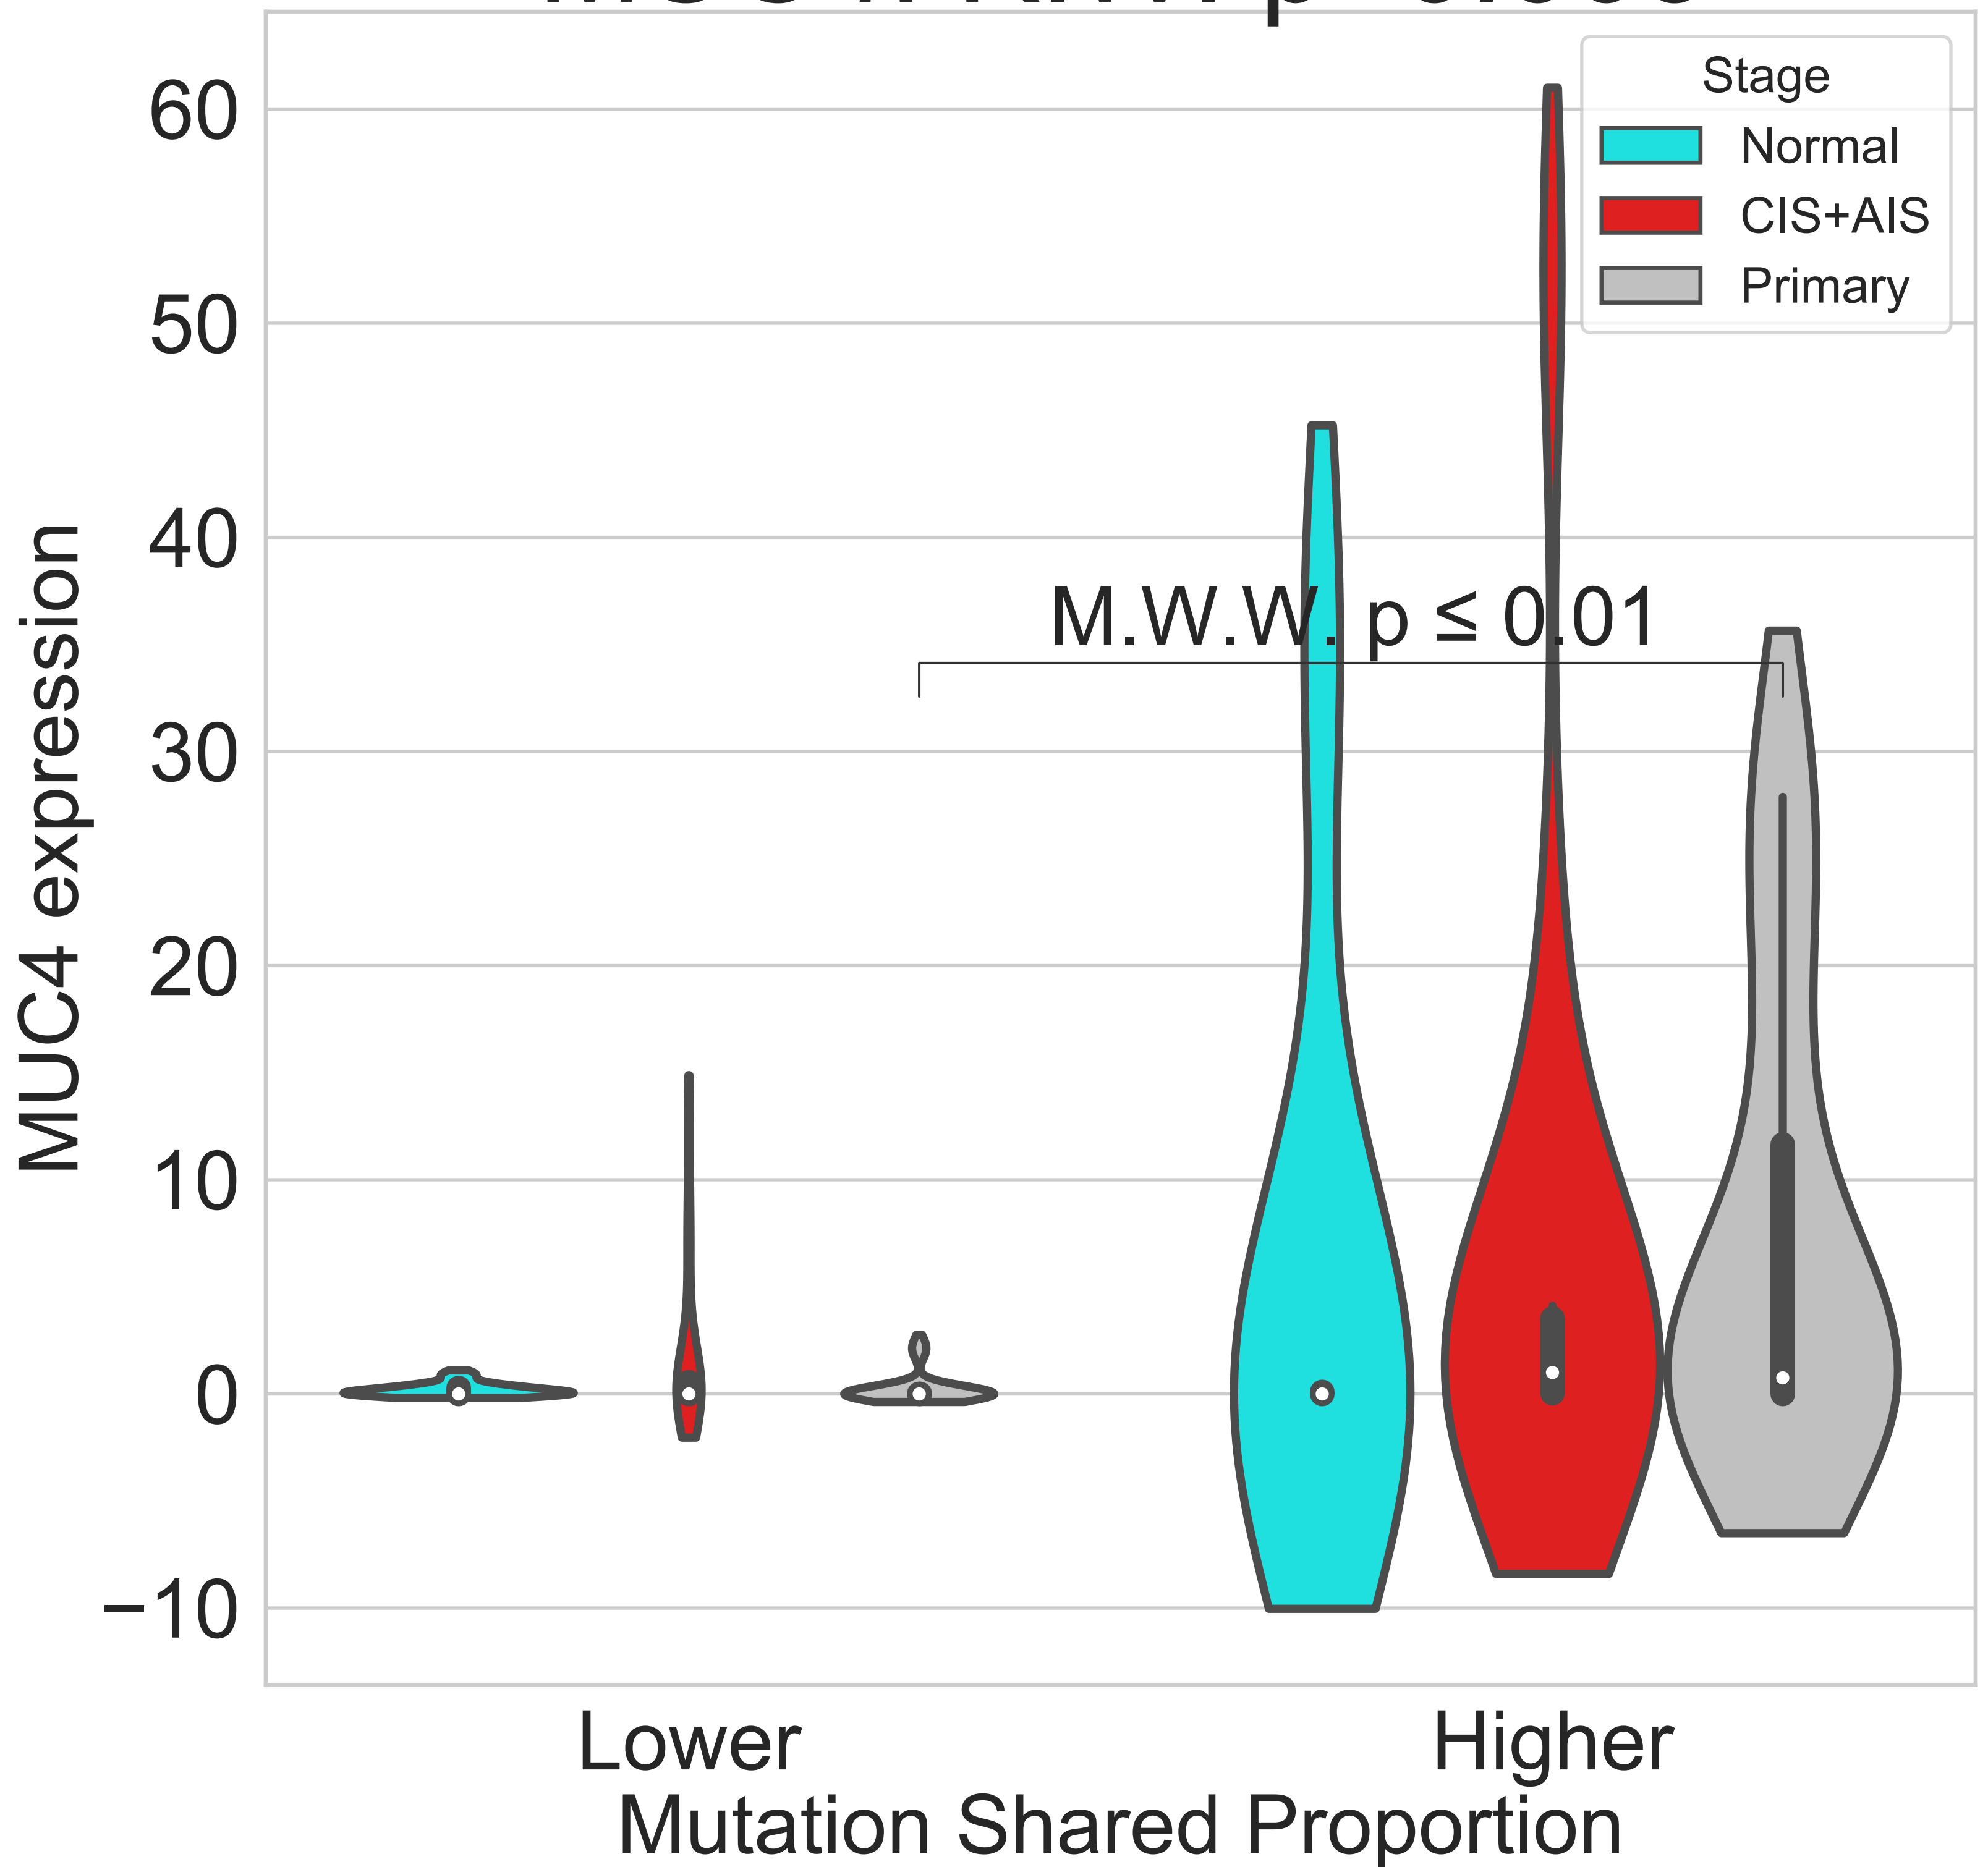 Stage
Normal
CIS+AIS
Primary
60
50
40
30
20
10
0
−10
MUC4 expression
M.W.W. p ≤ 0.01
Lower
Higher
Mutation Shared Proportion